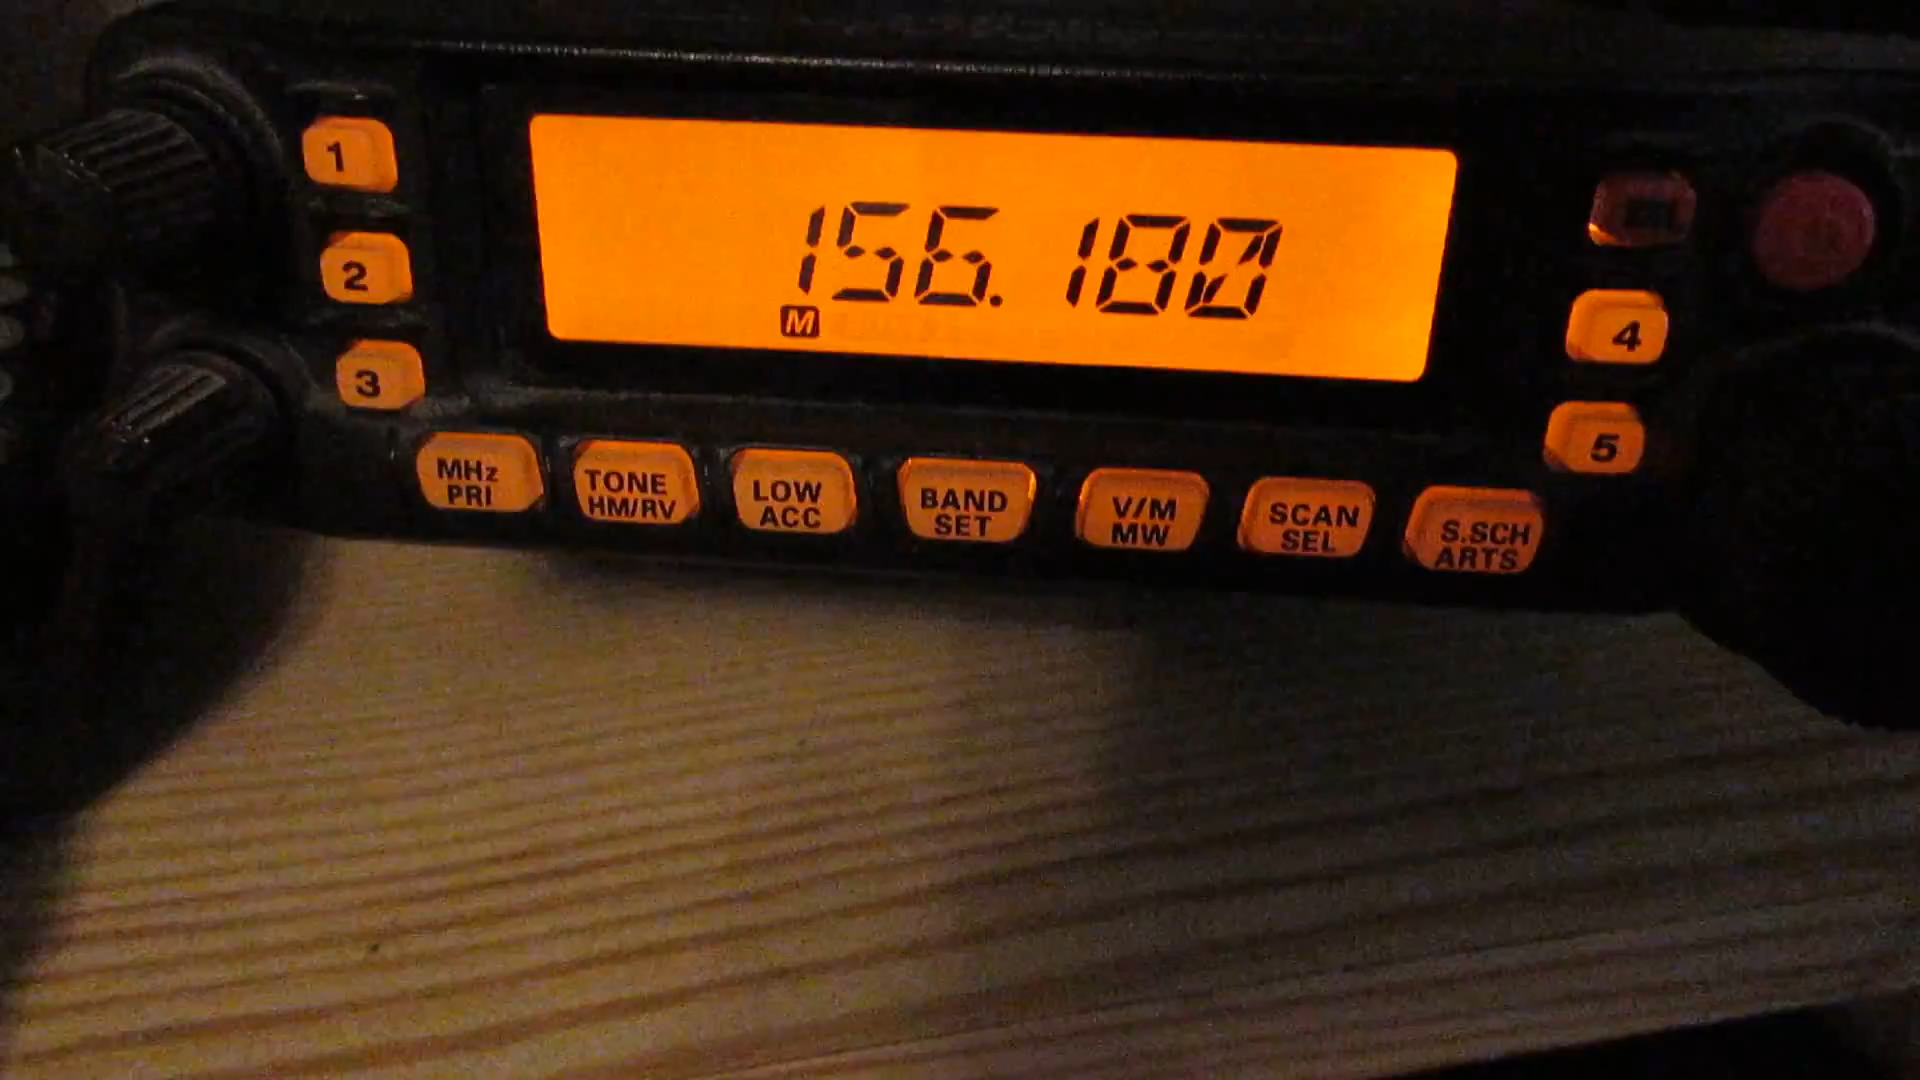 1
156.180
M
2
3
4
5
MHz
PRI
TONE
HM/RV
LOW
ACC
BAND
SET
V/M
MW
SCAN
SEL
S.SCH
ARTS